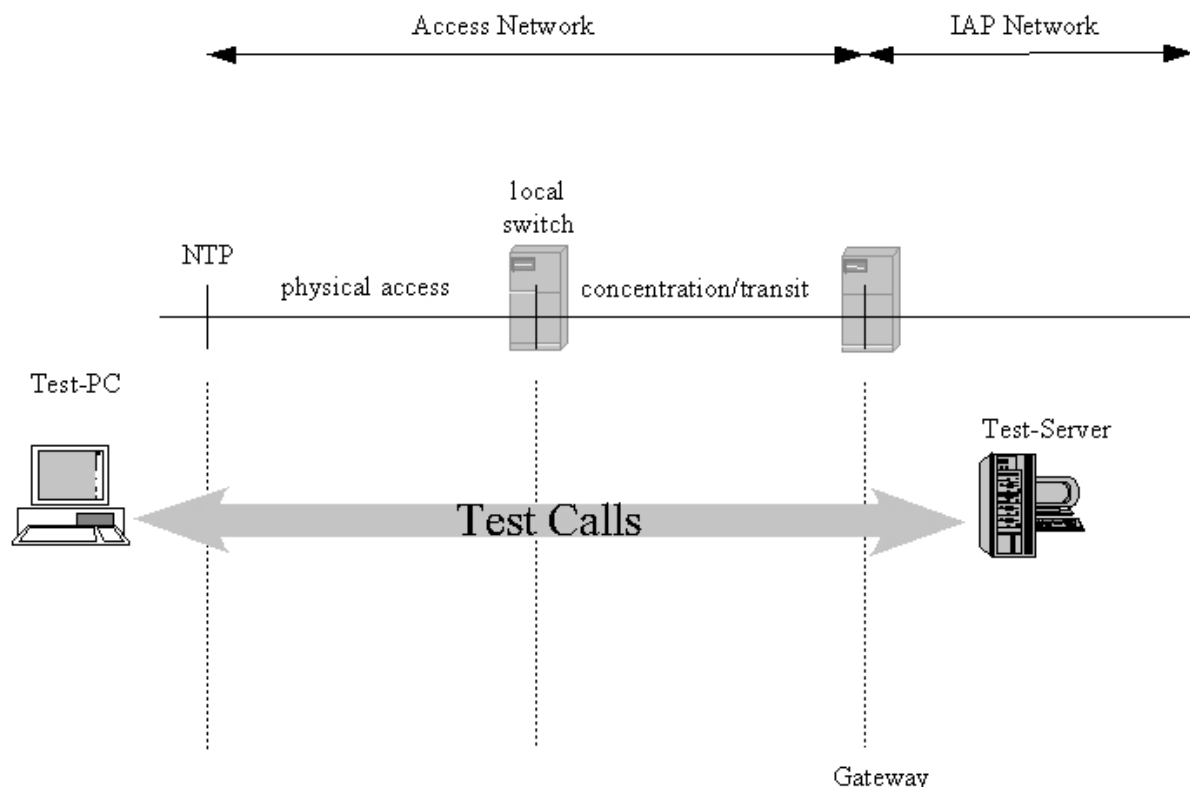 Access Network
IAP Network
local
switch
NTP
physical access
concentration/transit
Test-PC
Test-Server
Test Calls
Gateway